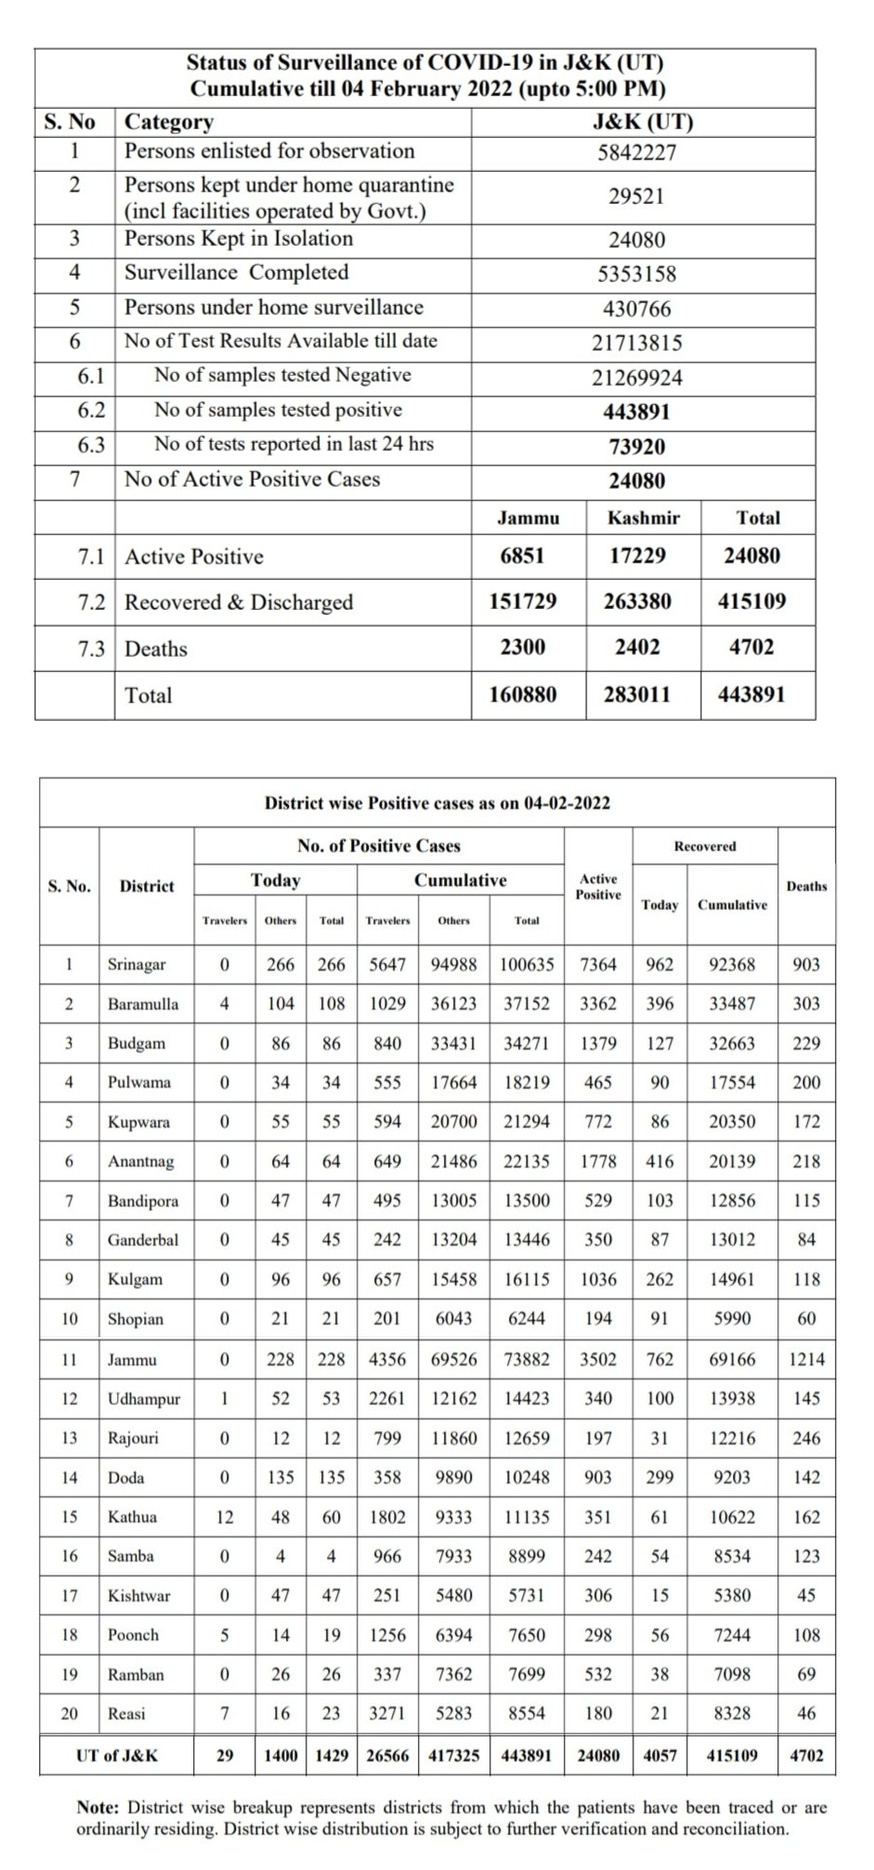 Status of Surveillance of COVID-19 in J&K (UT)
Cumulative till 04 February 2022 (upto 5:00 PM)
S. No Category J&K (UT)
1 Persons enlisted for observation 5842227
2 Persons kept under home quarantine
(incl facilities operated by Govt.) 29521
3 Persons Kept in Isolation 24080
4 Surveillance Completed 5353158
5 Persons under home surveillance 430766
6 No of Test Results Available till date 21713815
6.1 No of samples tested Negative 21269924
6.2 No of samples tested positive 443891
6.3 No of tests reported in last 24 hrs 73920
7 No of Active Positive Cases 24080
Jammu Kashmir Total
7.1 Active Positive 6851 17229 24080
7.2 Recovered & Discharged 151729 263380 415109
7.3 Deaths 2300 2402 4702
Total 160880 283011 443891
District wise Positive cases as on 04-02-2022
S. No. District No. of Positive Cases Active Positive Recovered Deaths
Today Cumulative Today Cumulative
Travelers Others Total Travelers Others Total
1 Srinagar 0 266 266 5647 94988 100635 7364 962 92368 903
2 Baramulla 4 104 108 1029 36123 37152 3362 396 33487 303
3 Budgam 0 86 86 840 33431 34271 1379 127 32663 229
4 Pulwama 0 34 34 555 17664 18219 465 90 17554 200
5 Kupwara 0 55 55 594 20700 21294 772 86 20350 172
6 Anantnag 0 64 64 649 21486 22135 1778 416 20139 218
7 Bandipora 0 47 47 495 13005 13500 529 103 12856 115
8 Ganderbal 0 45 45 242 13204 13446 350 87 13012 84
9 Kulgam 0 96 96 657 15458 16115 1036 262 14961 118
10 Shopian 0 21 21 201 6043 6244 194 91 5990 60
11 Jammu 0 228 228 4356 69526 73882 3502 762 69166 1214
12 Udhampur 1 52 53 2261 12162 14423 340 100 13938 145
13 Rajouri 0 12 12 799 11860 12659 197 31 12216 246
14 Doda 0 135 135 358 9890 10248 903 299 9203 142
15 Kathua 12 48 60 1802 9333 11135 351 61 10622 162
16 Samba 0 4 4 966 7933 8899 242 54 8534 123
17 Kishtwar 0 47 47 251 5480 5731 306 15 5380 45
18 Poonch 5 14 19 1256 6394 7650 298 56 7244 108
19 Ramban 0 26 26 337 7362 7699 532 38 7098 69
20 Reasi 7 16 23 3271 5283 8554 180 21 8328 46
UT of J&K 29 1400 1429 26566 417325 443891 24080 4057 415109 4702
Note: District wise breakup represents districts from which the patients have been traced or are
ordinarily residing. District wise distribution is subject to further verification and reconciliation.